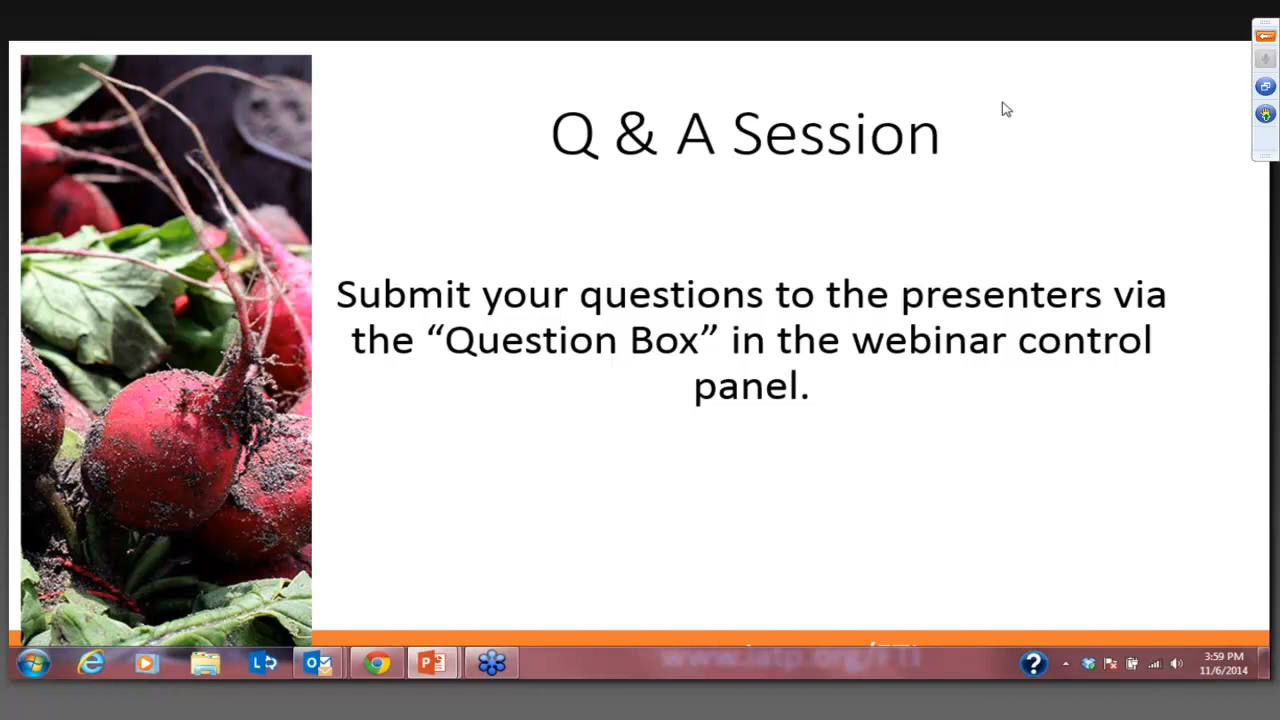 Q & A Session
Submit your questions to the presenters via
the “Question Box” in the webinar control
panel.
3:59 PM
11/6/2014